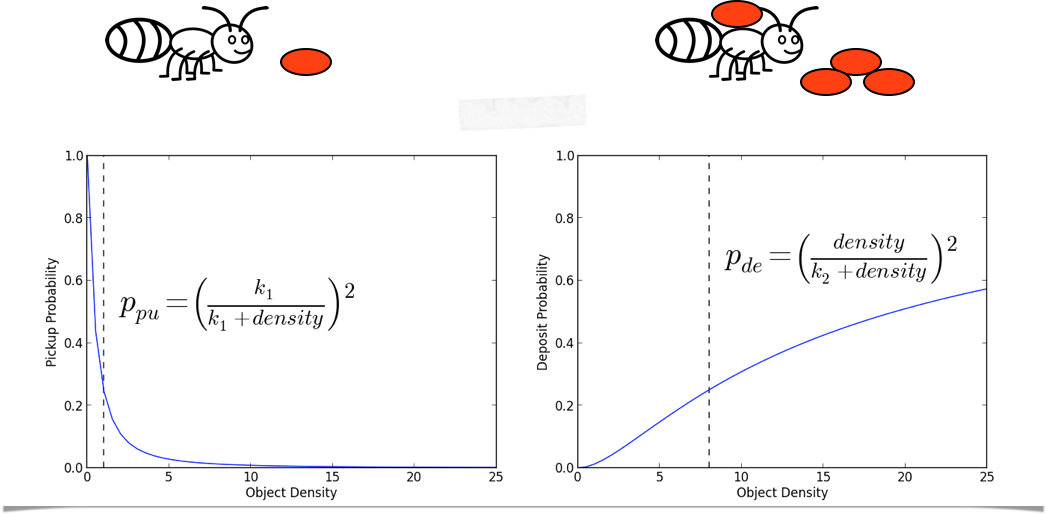 1.0
0.8
0.6
0.4
0.2
0.0
0 5 10 15 20 25
Pickup Probability
Object Density
p_pu = (k_1 / (k_1 + density))^2
1.0
0.8
0.6
0.4
0.2
0.0
0 5 10 15 20 25
Deposit Probability
Object Density
p_de = (density / (k_2 + density))^2